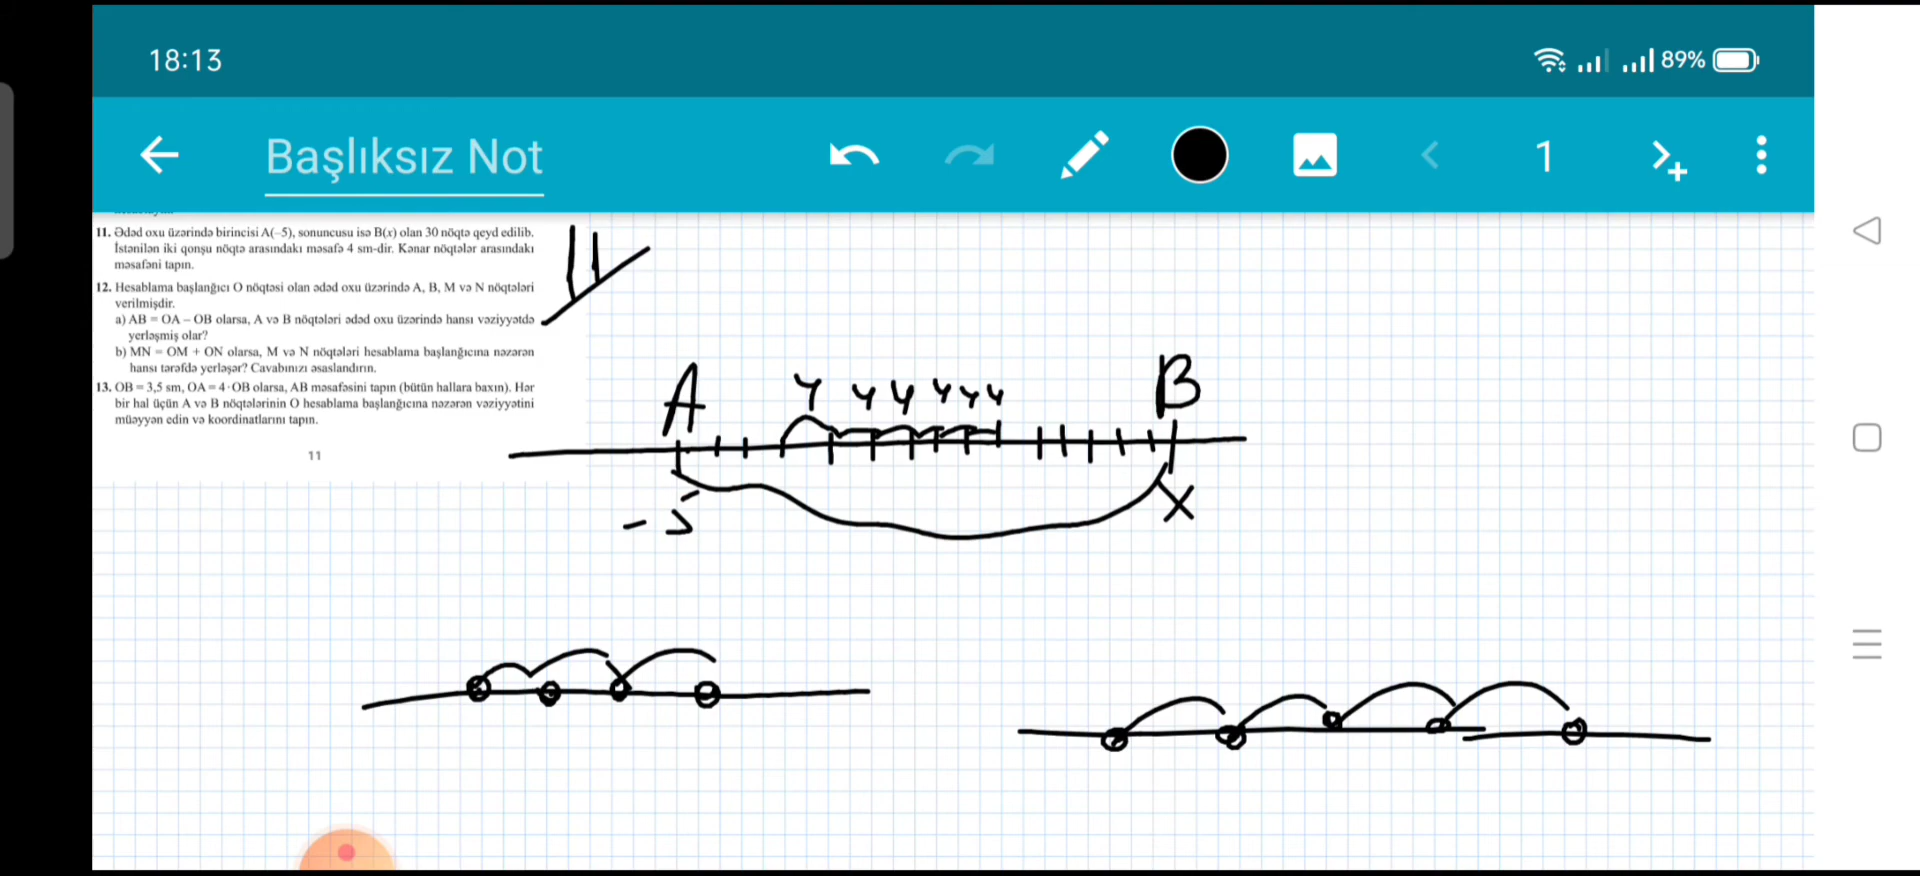 18:13
89%
Başlıksız Not
1
11. Ədəd oxu üzərində birincisi A(–5), sonuncusu isə B(x) olan 30 nöqtə qeyd edilib.
İstənilən iki qonşu nöqtə arasındakı məsafə 4 sm-dir. Kənar nöqtələr arasındakı
məsafəni tapın.
12. Hesablama başlanğıcı O nöqtəsi olan ədəd oxu üzərində A, B, M və N nöqtələri
verilmişdir.
a) AB = OA – OB olarsa, A və B nöqtələri ədəd oxu üzərində hansı vəziyyətdə
yerləşmiş olar?
b) MN = OM + ON olarsa, M və N nöqtələri hesablama başlanğıcına nəzərən
hansı tərəfdə yerləşər? Cavabınızı əsaslandırın.
13. OB = 3,5 sm, OA = 4·OB olarsa, AB məsafəsini tapın (bütün hallara baxın). Hər
bir hal üçün A və B nöqtələrinin O hesablama başlanğıcına nəzərən vəziyyətini
müəyyən edin və koordinatlarını tapın.
11
11
A 4 4 4 4 4 4 B
-5 X